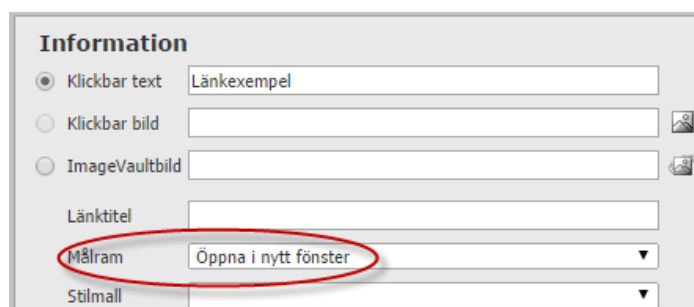 Information
Klickbar text Länkexempel
Klickbar bild
ImageVaultbild
Länktitel
Målram Öppna i nytt fönster
Stilmall